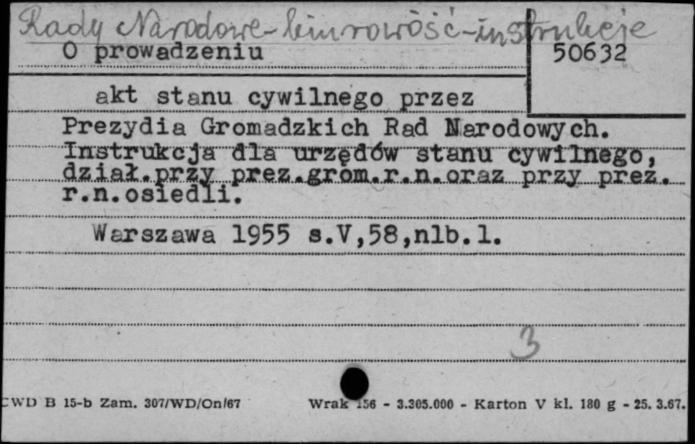 Rady Narodowe - biurowość - instrukcje
O prowadzeniu
50632
akt stanu cywilnego przez
Prezydia Gromadzkich Rad Narodowych.
Instrukcja dla urzędów stanu cywilnego,
dział.przy prez.grom.r.n.oraz przy prez.
r.n.osiedli.
Warszawa 1955 s.V,58,nlb.1.
3
CWD B 15-b Zam. 307/WD/On/67 Wrak 156 - 3.305.000 - Karton V kl. 180 g - 25. 3.67.